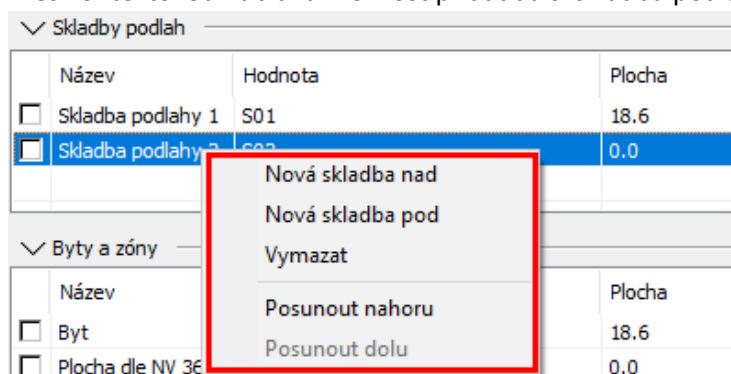 Skladby podlah
Název Hodnota Plocha
Skladba podlahy 1 S01 18.6
Skladba podlahy 0.0
Nová skladba nad
Nová skladba pod
Vymazat
Posunout nahoru
Posunout dolu
Byty a zóny
Název Plocha
Byt 18.6
Plocha dle NV 36 0.0